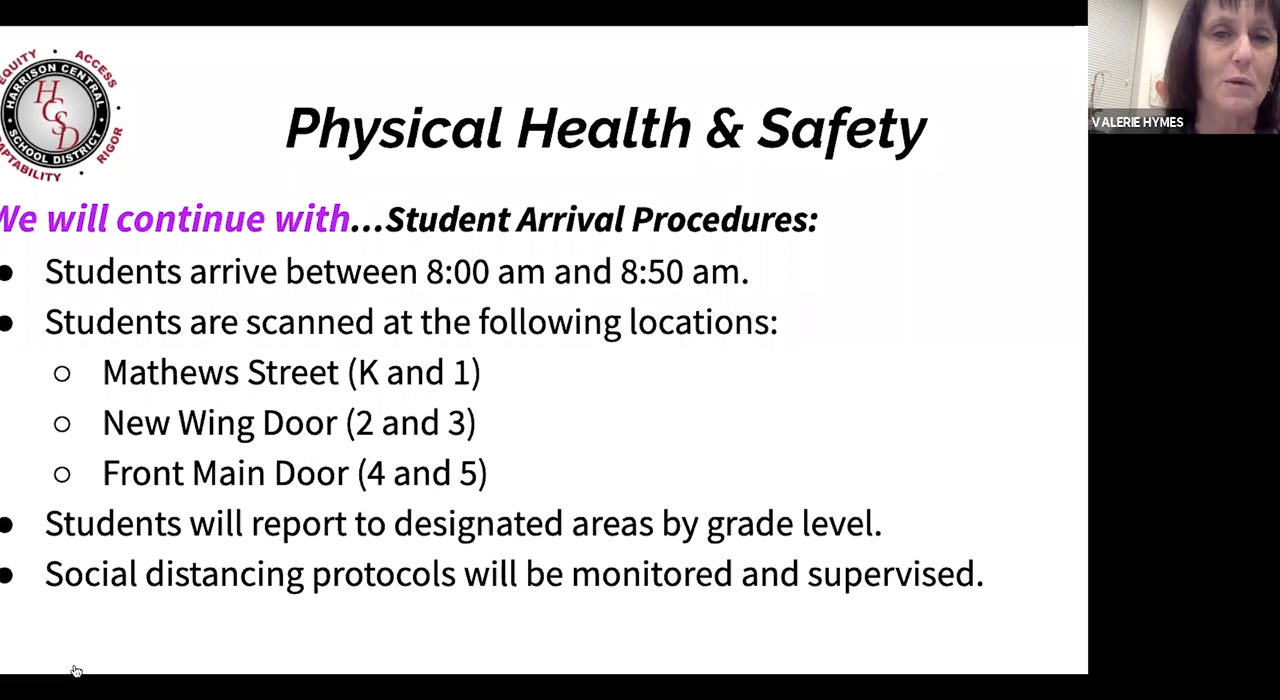 EQUITY · ACCESS
HARRISON CENTRAL
HCSD
SCHOOL DISTRICT
RIGOR
APTABILITY
Physical Health & Safety
We will continue with...Student Arrival Procedures:
● Students arrive between 8:00 am and 8:50 am.
● Students are scanned at the following locations:
○ Mathews Street (K and 1)
○ New Wing Door (2 and 3)
○ Front Main Door (4 and 5)
● Students will report to designated areas by grade level.
● Social distancing protocols will be monitored and supervised.
VALERIE HYMES